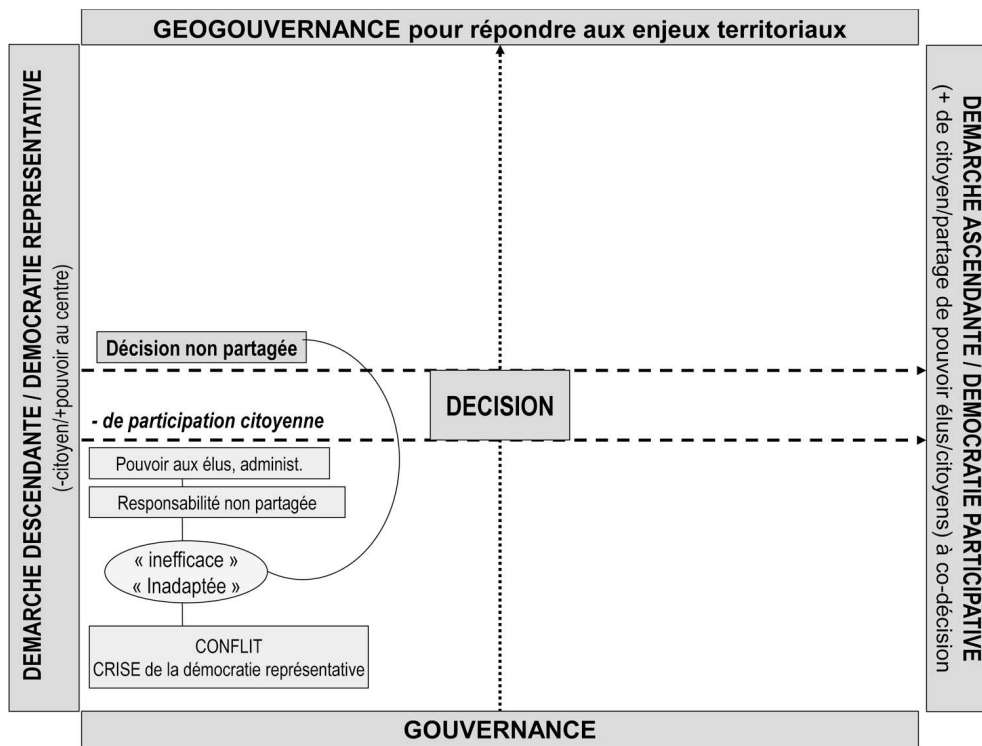 GEOGOUVERNANCE pour répondre aux enjeux territoriaux
DEMARCHE DESCENDANTE / DEMOCRATIE REPRESENTATIVE
(-citoyen/+pouvoir au centre)
Décision non partagée
- de participation citoyenne
Pouvoir aux élus, administ.
Responsabilité non partagée
« inefficace »
« Inadaptée »
CONFLIT
CRISE de la démocratie représentative
DECISION
DEMARCHE ASCENDANTE / DEMOCRATIE PARTICIPATIVE
(+ de citoyen/partage de pouvoir élus/citoyens) à co-décision
GOUVERNANCE